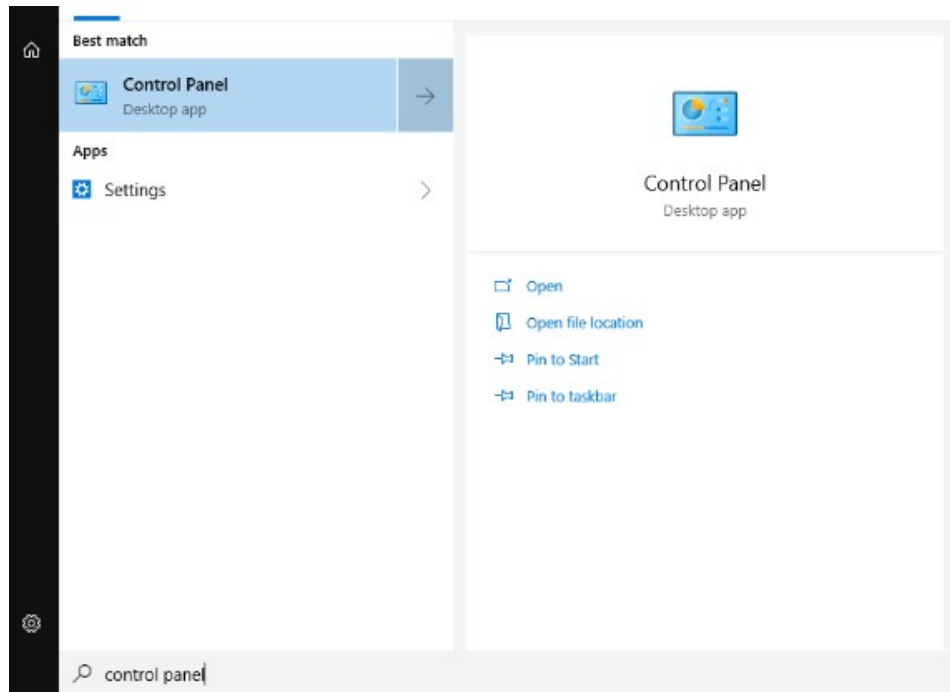 Best match
Control Panel
Desktop app
Apps
Settings
control panel
Control Panel
Desktop app
Open
Open file location
Pin to Start
Pin to taskbar